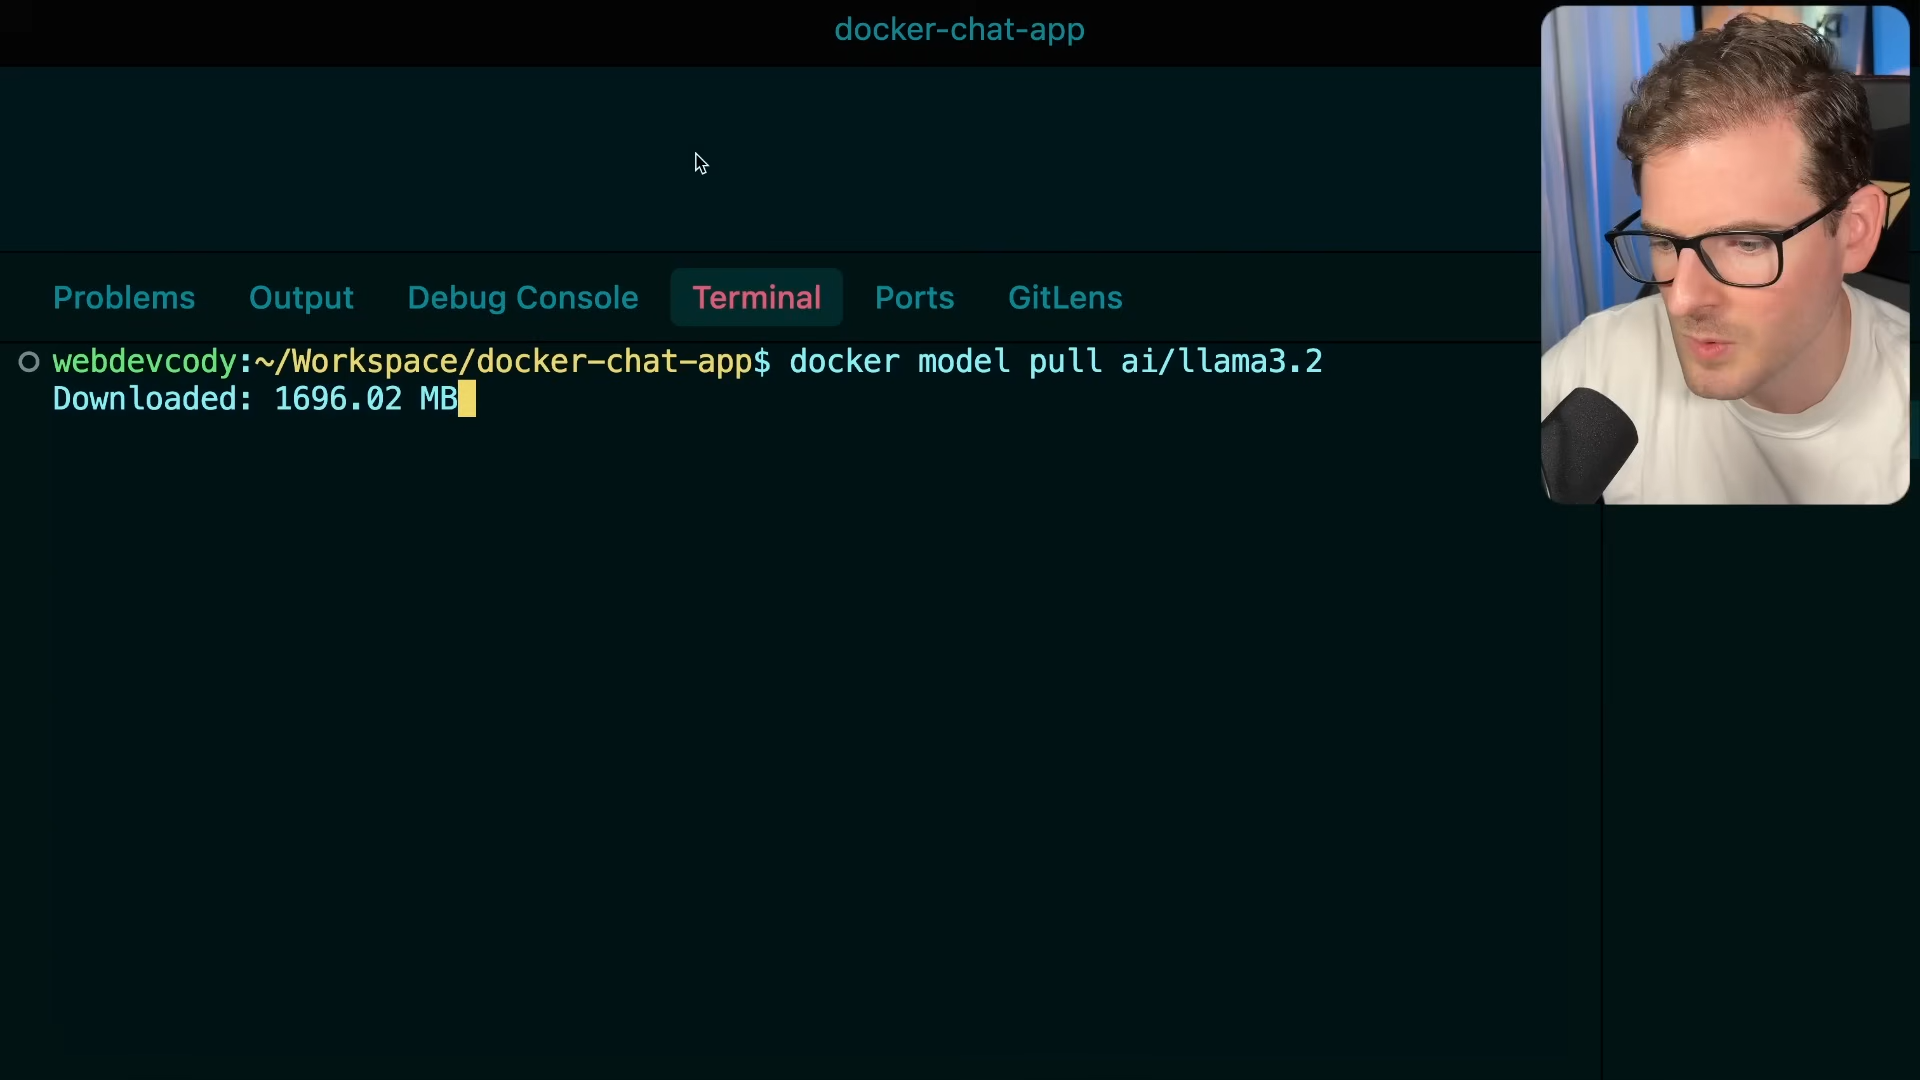 docker-chat-app
Problems Output Debug Console Terminal Ports GitLens
webdevcody:~/Workspace/docker-chat-app$ docker model pull ai/llama3.2
Downloaded: 1696.02 MB